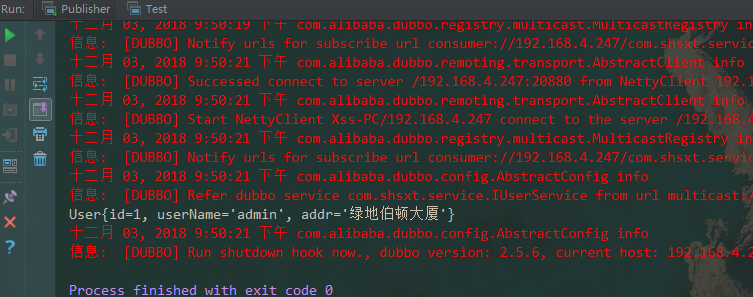 Run: Publisher Test
十二月 03, 2018 9:50:19 下午 com.alibaba.dubbo.registry.multicast.MulticastRegistry in
信息: [DUBBO] Notify urls for subscribe url consumer://192.168.4.247/com.shsxt.servic
十二月 03, 2018 9:50:21 下午 com.alibaba.dubbo.remoting.transport.AbstractClient info
信息: [DUBBO] Successed connect to server /192.168.4.247:20880 from NettyClient 192.1
十二月 03, 2018 9:50:21 下午 com.alibaba.dubbo.remoting.transport.AbstractClient info
信息: [DUBBO] Start NettyClient Xss-PC/192.168.4.247 connect to the server /192.168.4
十二月 03, 2018 9:50:21 下午 com.alibaba.dubbo.registry.multicast.MulticastRegistry in
信息: [DUBBO] Notify urls for subscribe url consumer://192.168.4.247/com.shsxt.servic
十二月 03, 2018 9:50:21 下午 com.alibaba.dubbo.config.AbstractConfig info
信息: [DUBBO] Refer dubbo service com.shsxt.service.IUserService from url multicast:/
User{id=1, userName='admin', addr='绿地伯顿大厦'}
十二月 03, 2018 9:50:21 下午 com.alibaba.dubbo.config.AbstractConfig info
信息: [DUBBO] Run shutdown hook now., dubbo version: 2.5.6, current host: 192.168.4.2
Process finished with exit code 0